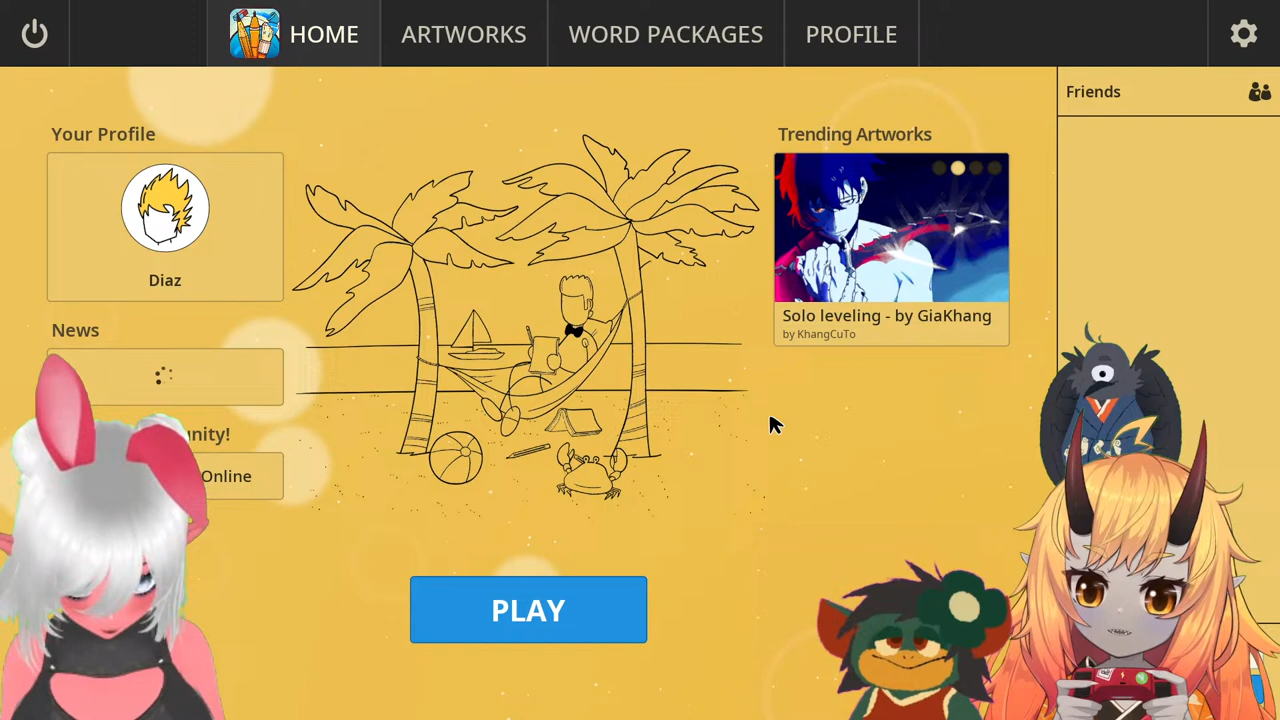 HOME
ARTWORKS
WORD PACKAGES
PROFILE
Friends
Your Profile
Diaz
News
nity!
Online
Trending Artworks
Solo leveling - by GiaKhang
by KhangCuTo
PLAY